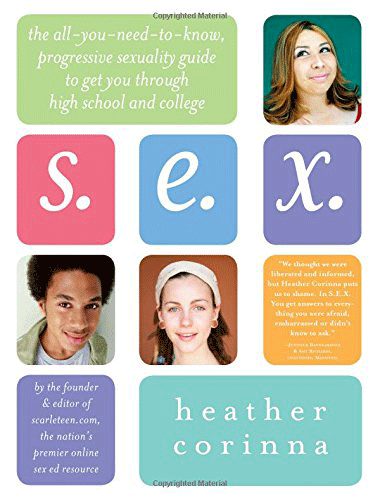 Copyrighted Material
the all-you-need-to-know,
progressive sexuality guide
to get you through
high school and college
s. e. x.
"We thought we were
liberated and informed,
but Heather Corinna puts
us to shame. In S.E.X.
You get answers to every-
thing you were afraid,
embarrassed or didn't
know to ask."
by the founder
& editor of
scarleteen.com,
the nation's
premier online
sex ed resource
heather
corinna
Copyrighted Material